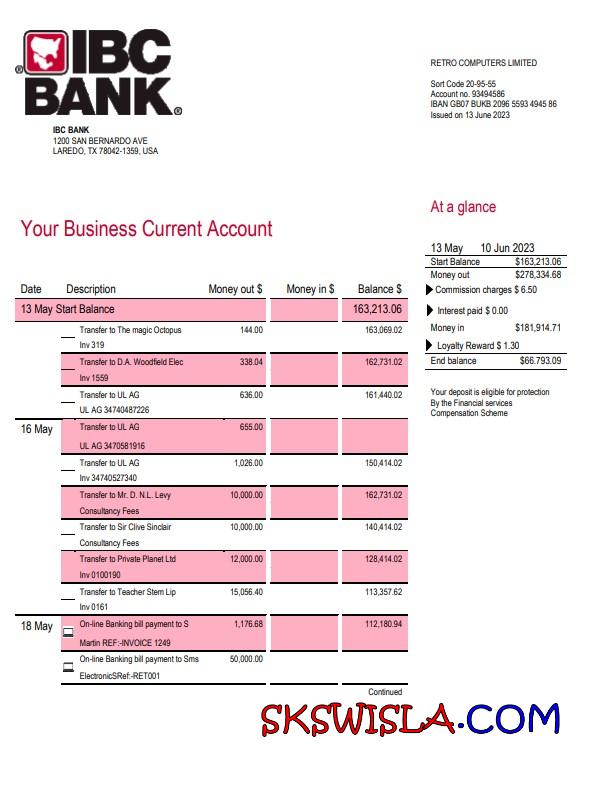 IBC
BANK
IBC BANK
1200 SAN BERNARDO AVE
LAREDO, TX 78042-1359, USA
RETRO COMPUTERS LIMITED
Sort Code 20-95-55
Account no. 93494586
IBAN GB07 BUKB 2096 5593 4945 86
Issued on 13 June 2023
Your Business Current Account
At a glance
13 May 10 Jun 2023
Start Balance $163,213.06
Money out $278,334.68
Commission charges $ 6.50
Interest paid $ 0.00
Money in $181,914.71
Loyalty Reward $ 1.30
End balance $66.793.09
Your deposit is eligible for protection
By the Financial services
Compensation Scheme
Date Description Money out $ Money in $ Balance $
13 May Start Balance 163,213.06
Transfer to The magic Octopus 144.00 163,069.02
Inv 319
Transfer to D.A. Woodfield Elec 338.04 162,731.02
Inv 1559
Transfer to UL AG 636.00 161,440.02
UL AG 34740487226
16 May Transfer to UL AG 655.00
UL AG 3470581916
Transfer to UL AG 1,026.00 150,414.02
Inv 34740527340
Transfer to Mr. D. N.L. Levy 10,000.00 162,731.02
Consultancy Fees
Transfer to Sir Clive Sinclair 10,000.00 140,414.02
Consultancy Fees
Transfer to Private Planet Ltd 12,000.00 128,414.02
Inv 0100190
Transfer to Teacher Stem Lip 15,056.40 113,357.62
Inv 0161
18 May On-line Banking bill payment to S 1,176.68 112,180.94
Martin REF:-INVOICE 1249
On-line Banking bill payment to Sms 50,000.00
ElectronicSRef:-RET001
Continued
SKSWISLA.COM